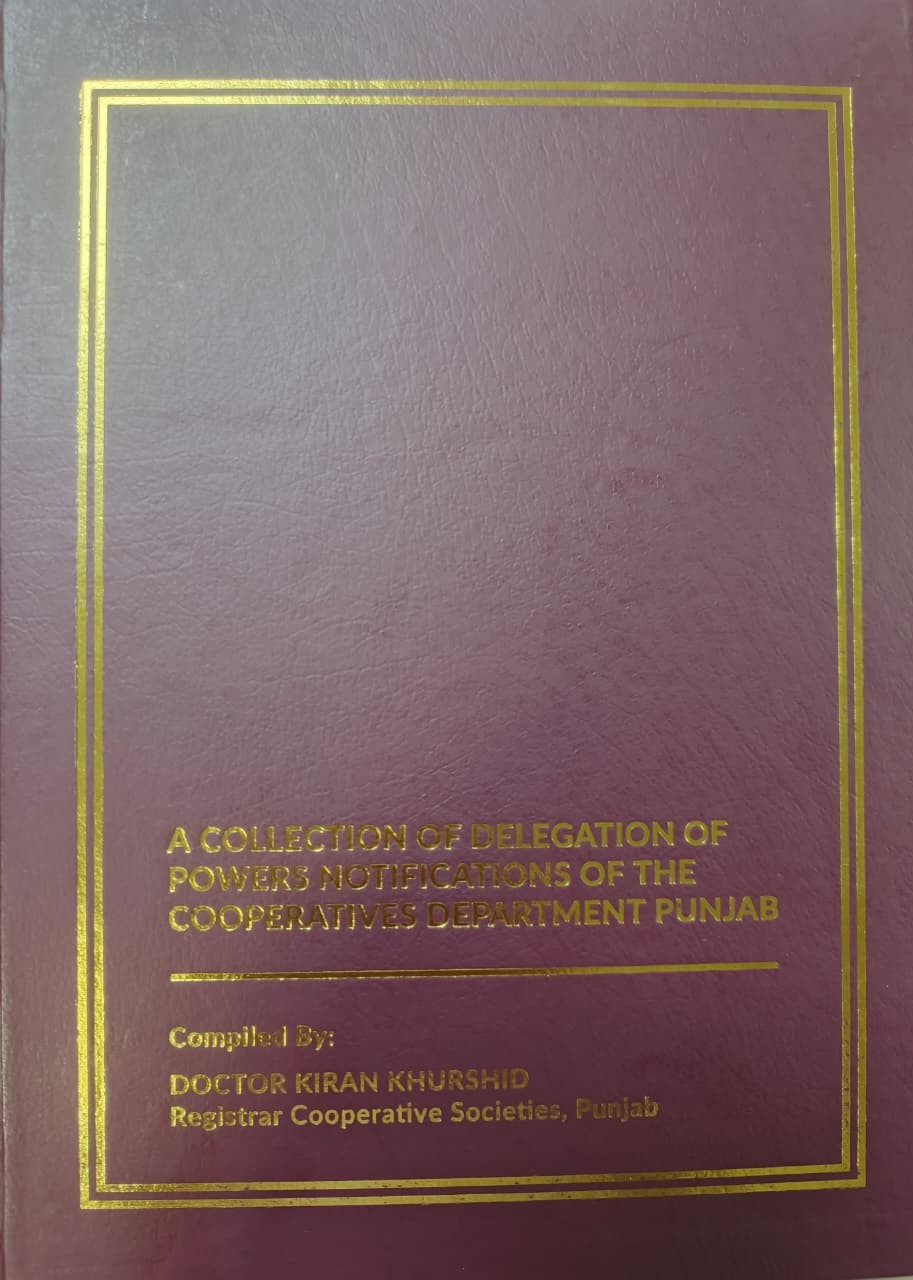 A COLLECTION OF DELEGATION OF
POWERS NOTIFICATIONS OF THE
COOPERATIVES DEPARTMENT PUNJAB
Compiled By:
DOCTOR KIRAN KHURSHID
Registrar Cooperative Societies, Punjab